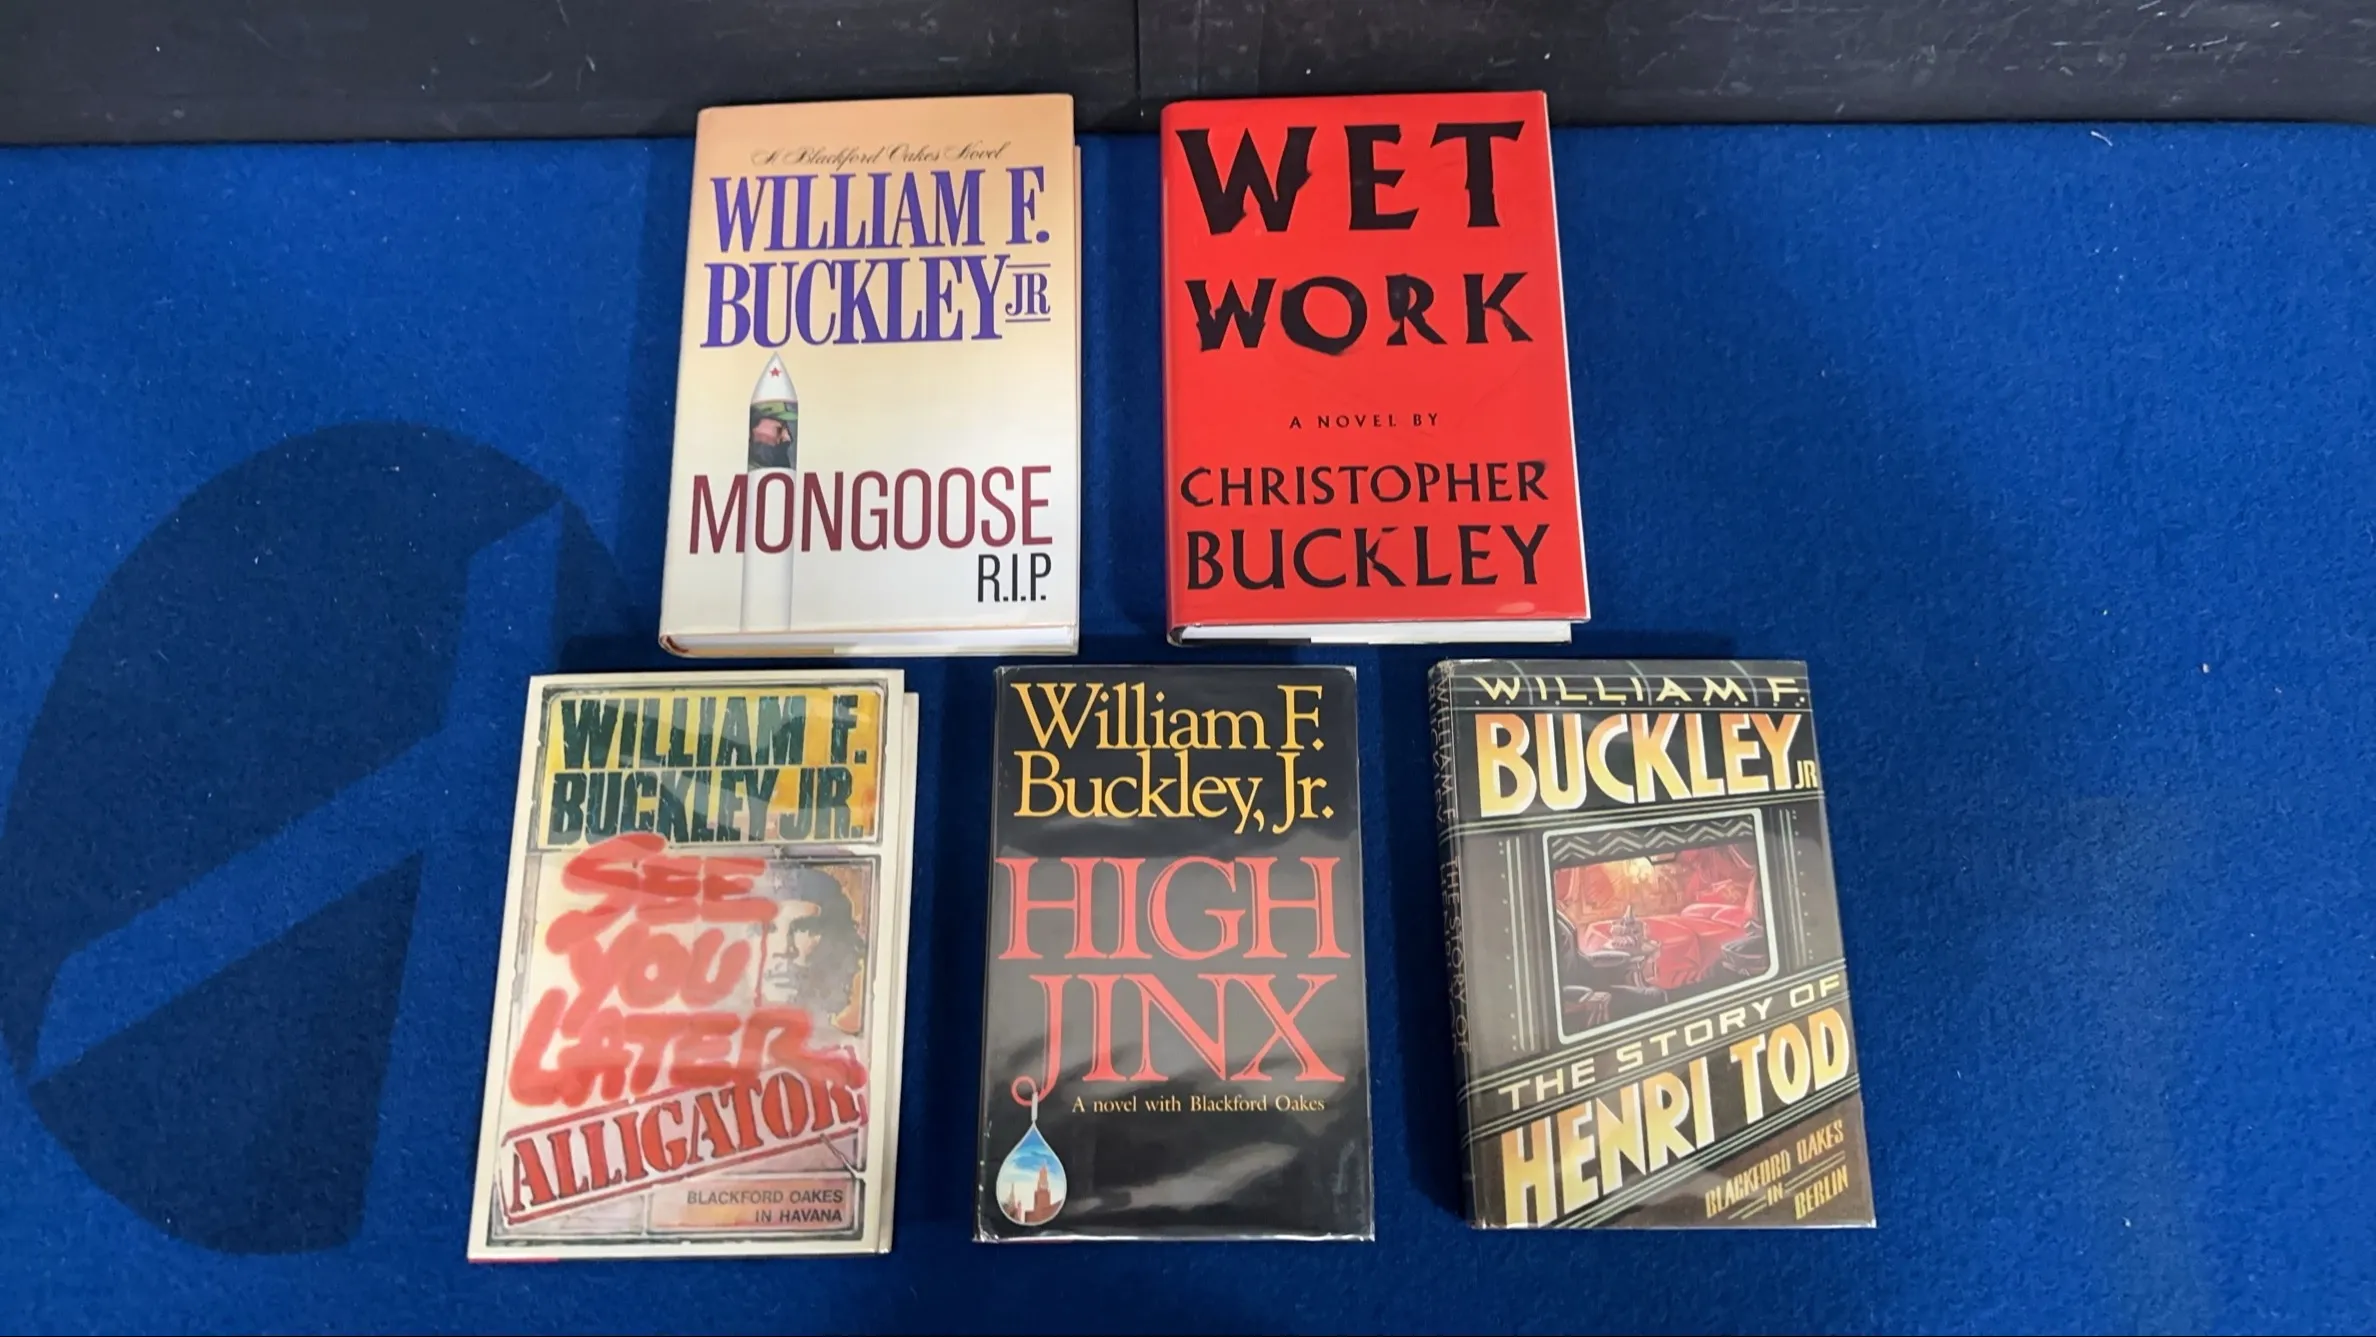 A Blackford Oakes Novel
WILLIAM F.
BUCKLEY JR
MONGOOSE
R.I.P.
WET
WORK
A NOVEL BY
CHRISTOPHER
BUCKLEY
WILLIAM F.
BUCKLEY JR.
SEE
YOU
LATER
ALLIGATOR
BLACKFORD OAKES
IN HAVANA
William F.
Buckley, Jr.
HIGH
JINX
A novel with Blackford Oakes
WILLIAM F.
BUCKLEY JR
THE STORY OF
HENRI TOD
BLACKFORD OAKES
IN
BERLIN